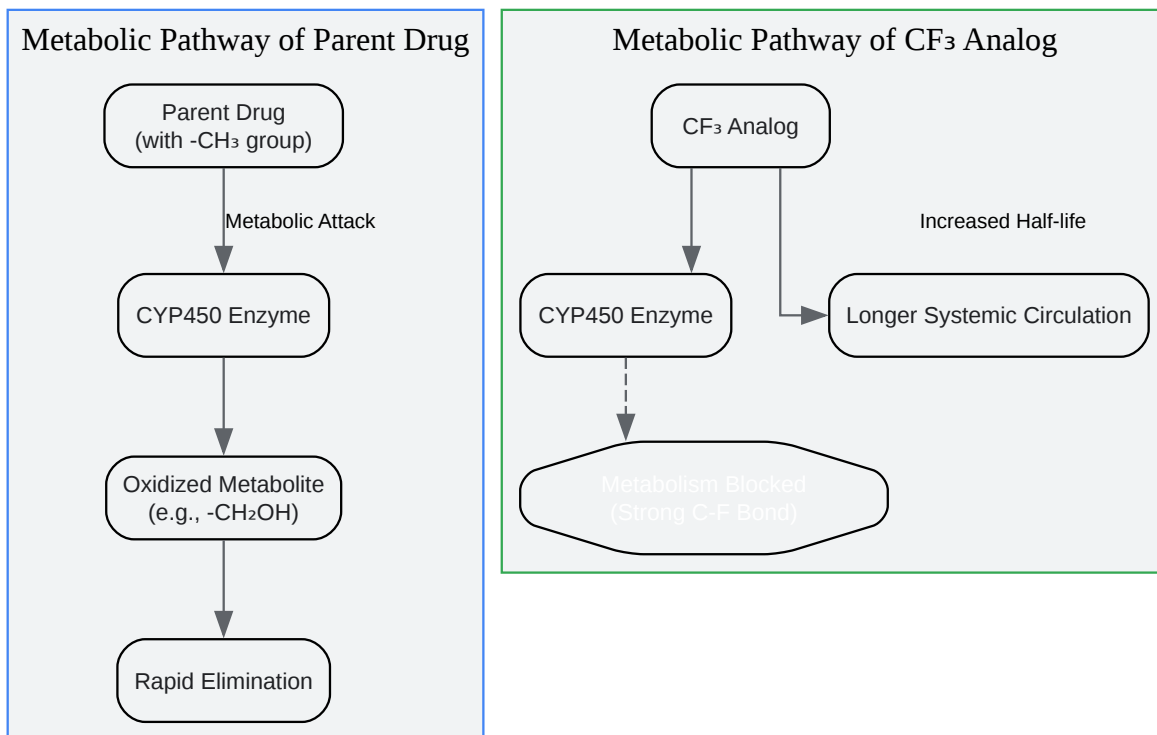 Metabolic Pathway of Parent Drug
Parent Drug
(with -CH₃ group)
Metabolic Attack
CYP450 Enzyme
Oxidized Metabolite
(e.g., -CH₂OH)
Rapid Elimination
Metabolic Pathway of CF₃ Analog
CF₃ Analog
Increased Half-life
CYP450 Enzyme
Longer Systemic Circulation
Metabolism Blocked
(Strong C-F Bond)